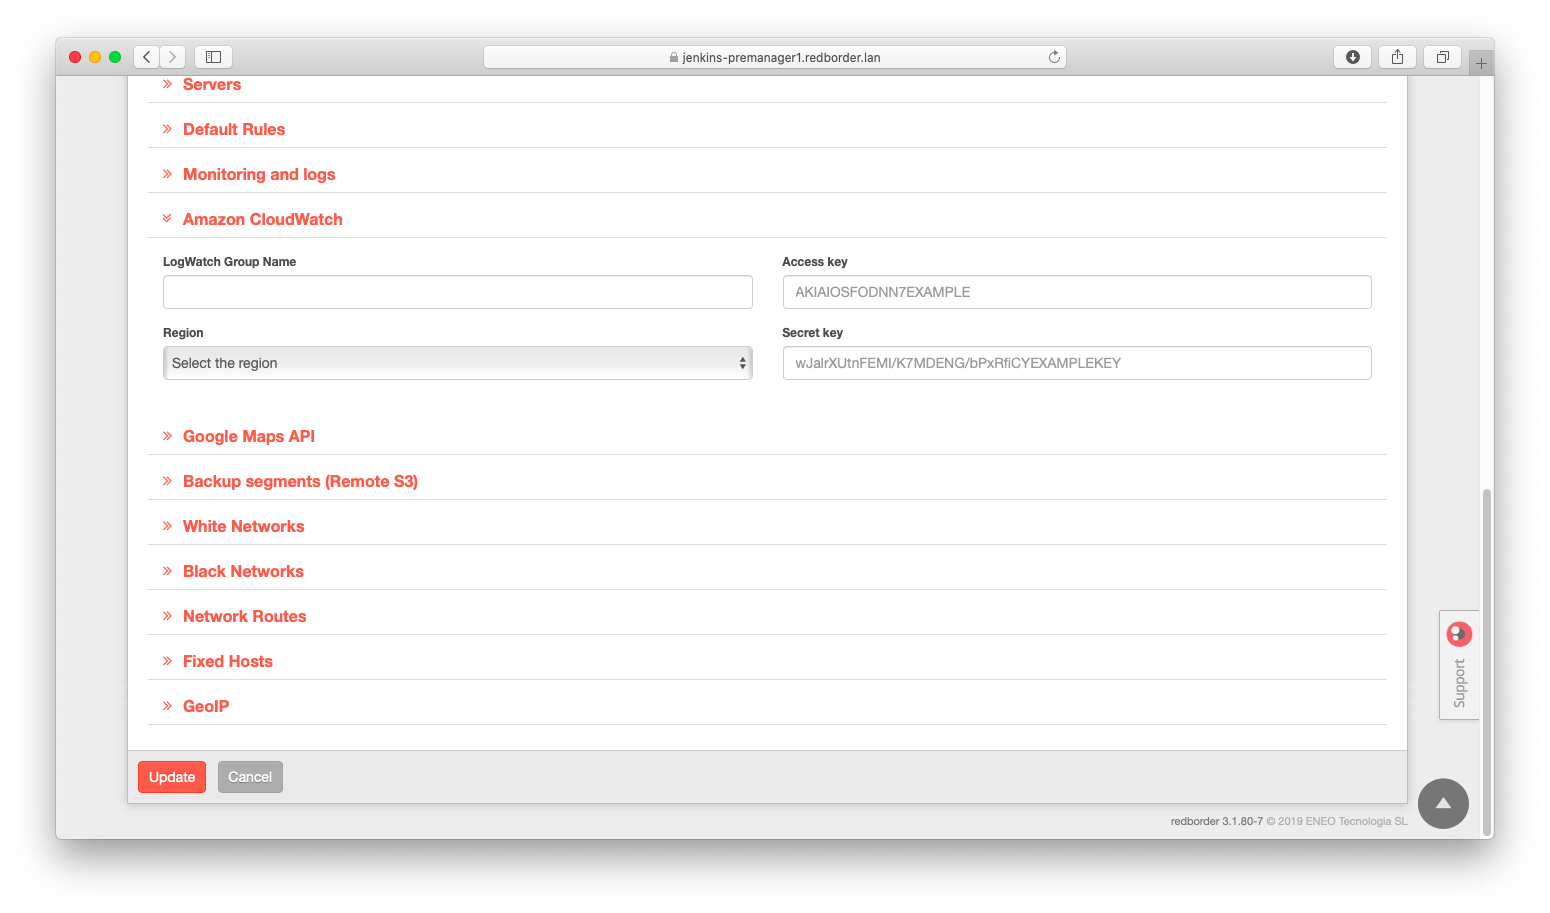 jenkins-premanager1.redborder.lan
Servers
Default Rules
Monitoring and logs
Amazon CloudWatch
LogWatch Group Name
Access key
AKIAIOSFODNN7EXAMPLE
Region
Secret key
Select the region
wJalrXUtnFEMI/K7MDENG/bPxRfiCYEXAMPLEKEY
Google Maps API
Backup segments (Remote S3)
White Networks
Black Networks
Network Routes
Fixed Hosts
GeoIP
Support
Update
Cancel
redborder 3.1.80-7 © 2019 ENEO Tecnologia SL